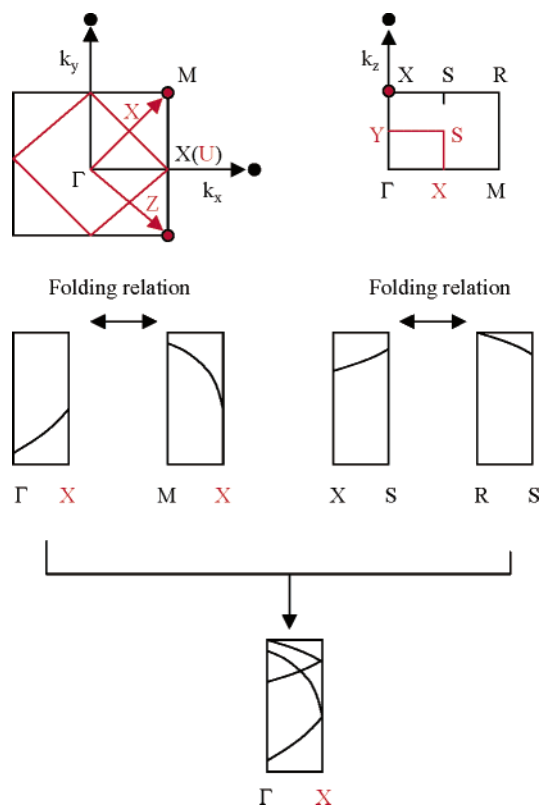 k_y
M
X
Γ
X(U)
k_x
Z
k_z
X S R
Y S
Γ X M
Folding relation
Folding relation
Γ X M X
X S R S
Γ X